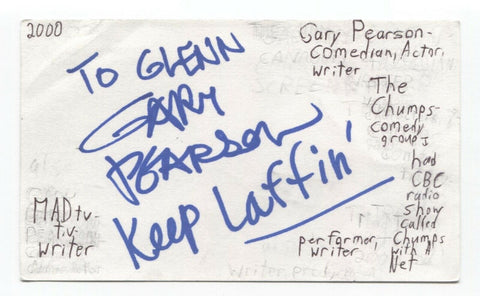 2000
TO GLENN
GARY
PEARSON
Keep Laffin'
Gary Pearson-
comedian, Actor,
writer
The
Chumps-
comedy
group;
had
CBC
radio
show
called
Chumps
with A
Net
performer,
writer
MADtv-
tv-
writer